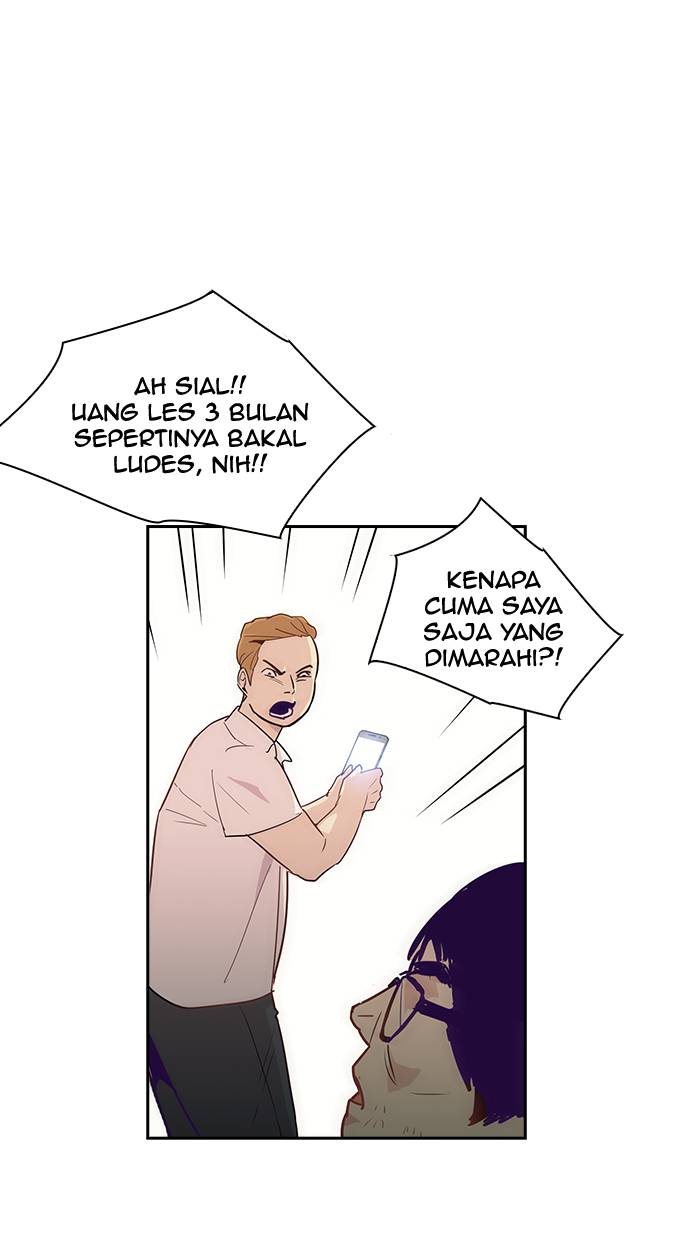 AH SIAL!!
UANG LES 3 BULAN
SEPERTINYA BAKAL
LUDES, NIH!!
KENAPA
CUMA SAYA
SAJA YANG
DIMARAHI?!